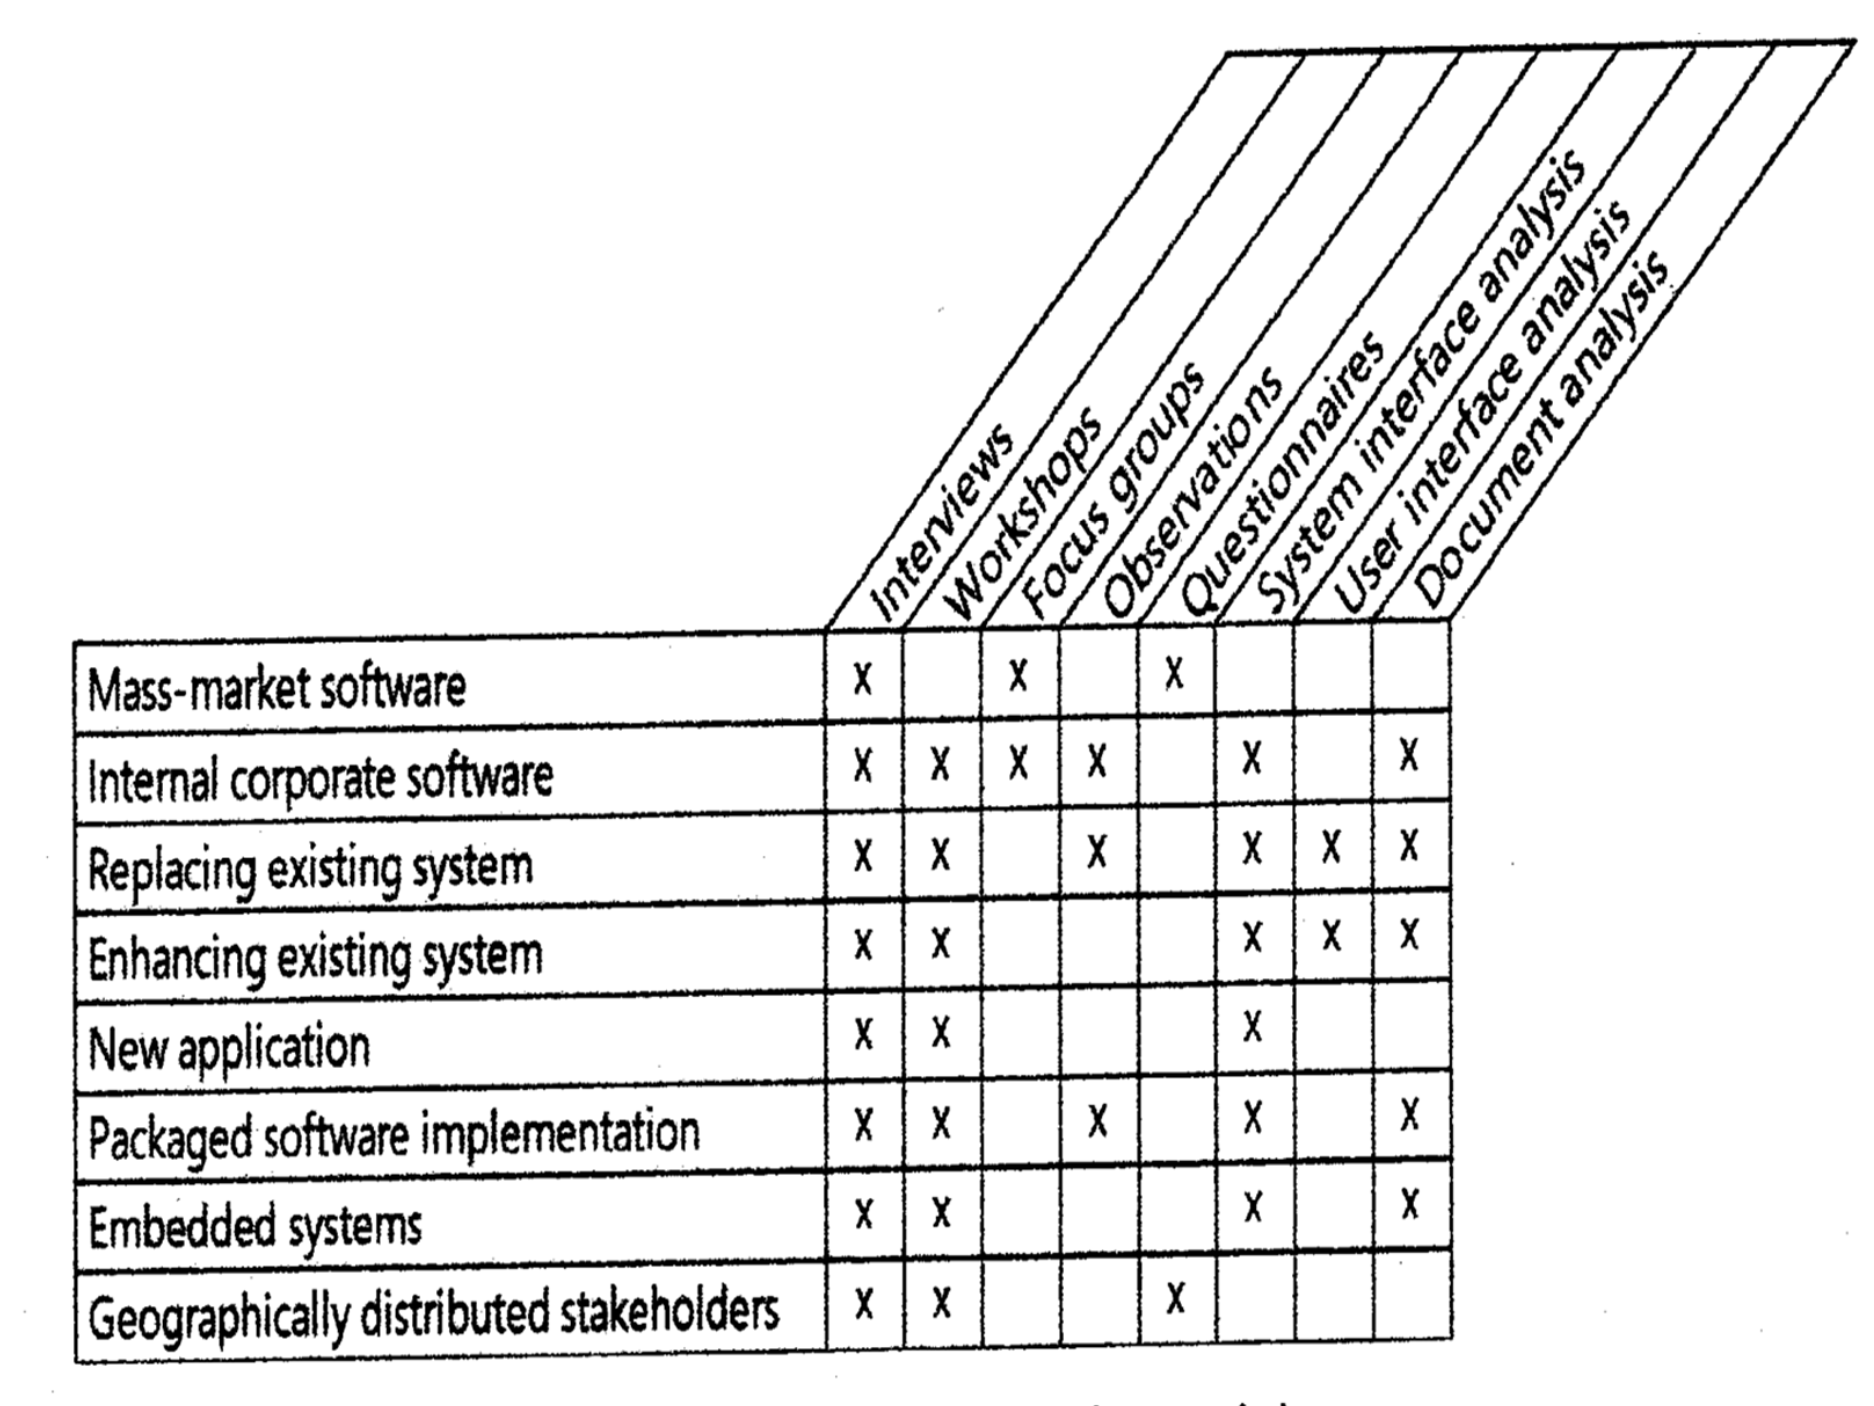 Interviews
Workshops
Focus groups
Observations
Questionnaires
System interface analysis
User interface analysis
Document analysis
Mass-market software X X X
Internal corporate software X X X X X X
Replacing existing system X X X X X X
Enhancing existing system X X X X X
New application X X X
Packaged software implementation X X X X X
Embedded systems X X X X
Geographically distributed stakeholders X X X